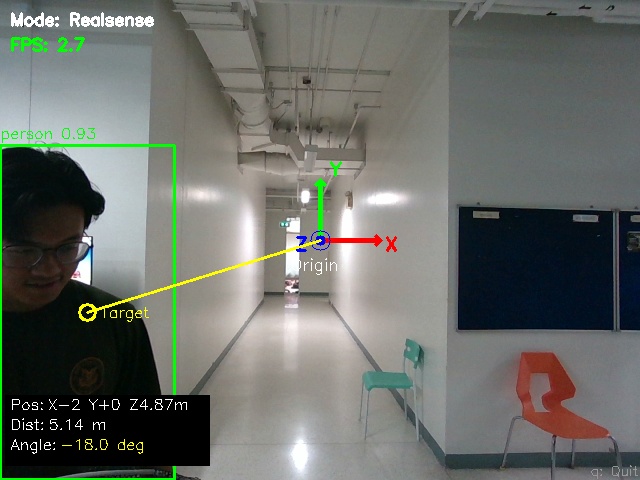 Mode: Realsense
FPS: 2.7
person 0.93
Y
Z
X
Origin
Target
Pos: X-2 Y+0 Z4.87m
Dist: 5.14 m
Angle: -18.0 deg
q: Quit